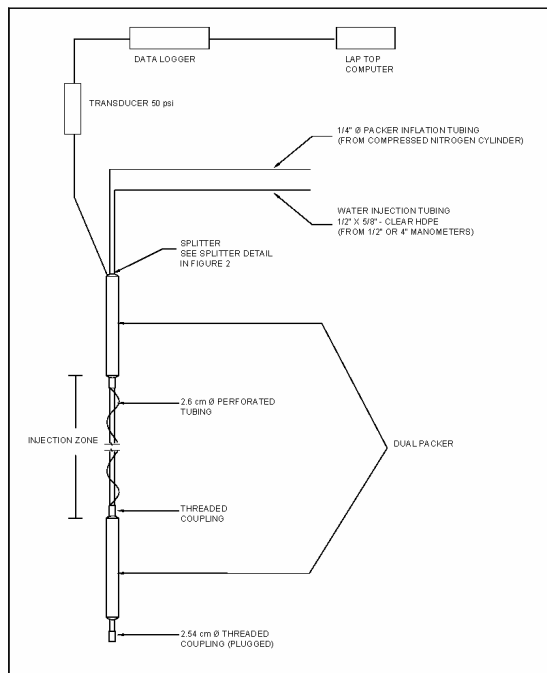 DATA LOGGER
LAP TOP
COMPUTER
TRANSDUCER 50 psi
1/4" Ø PACKER INFLATION TUBING
(FROM COMPRESSED NITROGEN CYLINDER)
WATER INJECTION TUBING
1/2" X 5/8" - CLEAR HDPE
(FROM 1/2" OR 4" MANOMETERS)
SPLITTER
SEE SPLITTER DETAIL
IN FIGURE 2
2.6 cm Ø PERFORATED
TUBING
INJECTION ZONE
DUAL PACKER
THREADED
COUPLING
2.54 cm Ø THREADED
COUPLING (PLUGGED)